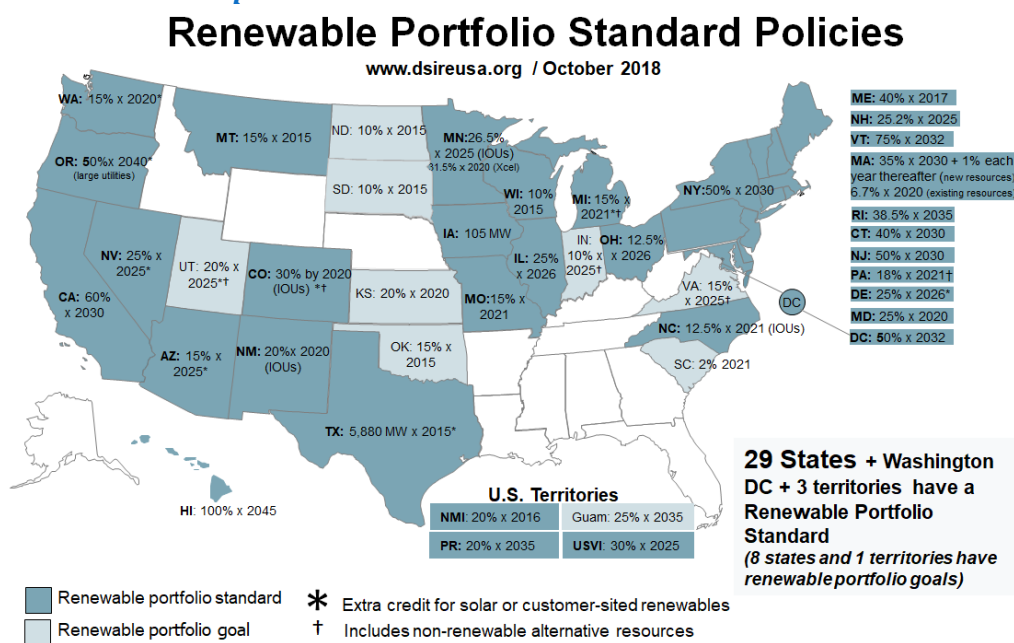 Renewable Portfolio Standard Policies
www.dsireusa.org / October 2018
WA: 15% x 2020*
OR: 50%x 2040*
(large utilities)
MT: 15% x 2015
ND: 10% x 2015
SD: 10% x 2015
MN:26.5%
x 2025 (IOUs)
31.5% x 2020 (Xcel)
WI: 10%
2015
MI: 15% x
2021*†
NY:50% x 2030
IA: 105 MW
NV: 25% x
2025*
UT: 20% x
2025*†
CO: 30% by 2020
(IOUs) *†
KS: 20% x 2020
MO:15% x
2021
IL: 25%
x 2026
IN:
10% x
2025†
OH: 12.5%
x 2026
VA: 15%
x 2025†
DC
CA: 60%
x 2030
AZ: 15% x
2025*
NM: 20%x 2020
(IOUs)
OK: 15% x
2015
NC: 12.5% x 2021 (IOUs)
SC: 2% 2021
TX: 5,880 MW x 2015*
HI: 100% x 2045
ME: 40% x 2017
NH: 25.2% x 2025
VT: 75% x 2032
MA: 35% x 2030 + 1% each
year thereafter (new resources)
6.7% x 2020 (existing resources)
RI: 38.5% x 2035
CT: 40% x 2030
NJ: 50% x 2030
PA: 18% x 2021†
DE: 25% x 2026*
MD: 25% x 2020
DC: 50% x 2032
U.S. Territories
NMI: 20% x 2016
Guam: 25% x 2035
PR: 20% x 2035
USVI: 30% x 2025
29 States + Washington
DC + 3 territories have a
Renewable Portfolio
Standard
(8 states and 1 territories have
renewable portfolio goals)
Renewable portfolio standard
* Extra credit for solar or customer-sited renewables
Renewable portfolio goal
† Includes non-renewable alternative resources